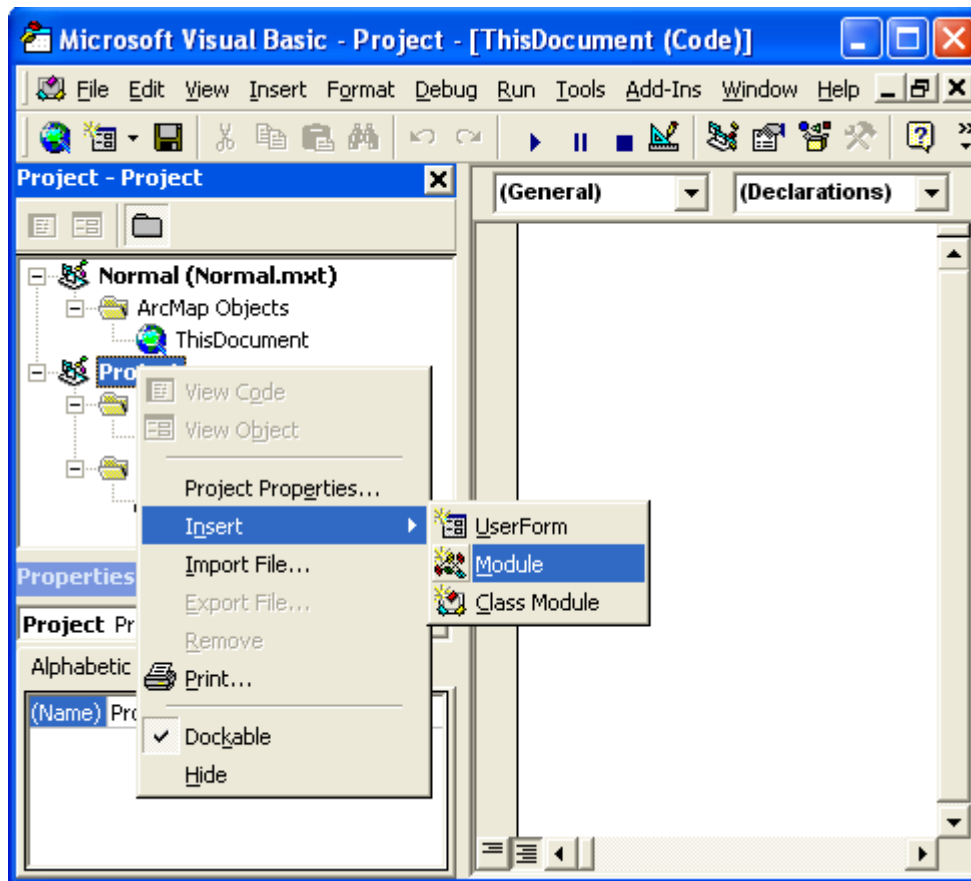 Microsoft Visual Basic - Project - [ThisDocument (Code)]
File Edit View Insert Format Debug Run Tools Add-Ins Window Help
Project - Project
(General) (Declarations)
Normal (Normal.mxt)
ArcMap Objects
ThisDocument
View Code
View Object
Project Properties...
Insert
UserForm
Import File...
Module
Export File...
Class Module
Remove
Print...
Dockable
Hide
Properties
Project
Alphabetic
(Name)